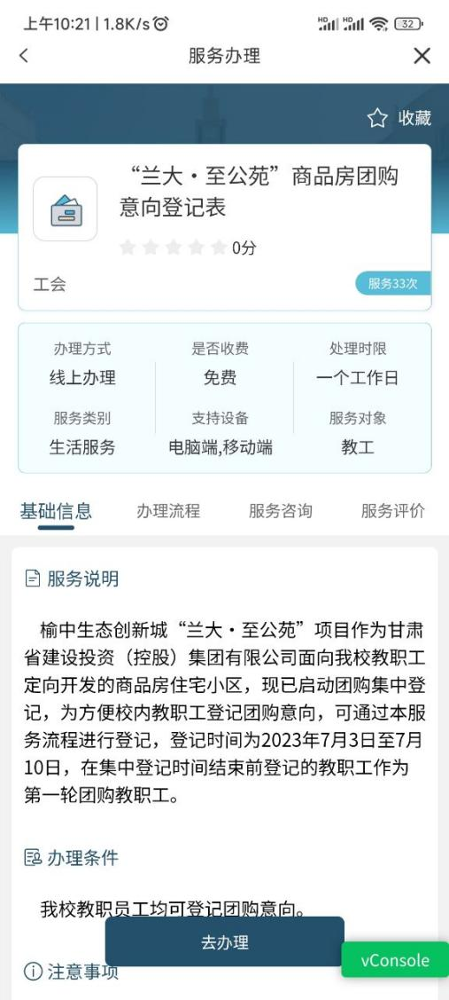 上午10:21 | 1.8K/s
HD HD 32
服务办理
收藏
“兰大·至公苑”商品房团购
意向登记表
0分
工会
服务33次
办理方式 是否收费 处理时限
线上办理 免费 一个工作日
服务类别 支持设备 服务对象
生活服务 电脑端,移动端 教工
基础信息 办理流程 服务咨询 服务评价
服务说明
榆中生态创新城“兰大·至公苑”项目作为甘肃
省建设投资（控股）集团有限公司面向我校教职工
定向开发的商品房住宅小区，现已启动团购集中登
记，为方便校内教职工登记团购意向，可通过本服
务流程进行登记，登记时间为2023年7月3日至7月
10日，在集中登记时间结束前登记的教职工作为
第一轮团购教职工。
办理条件
我校教职员工均可登记团购意向。
去办理
vConsole
注意事项